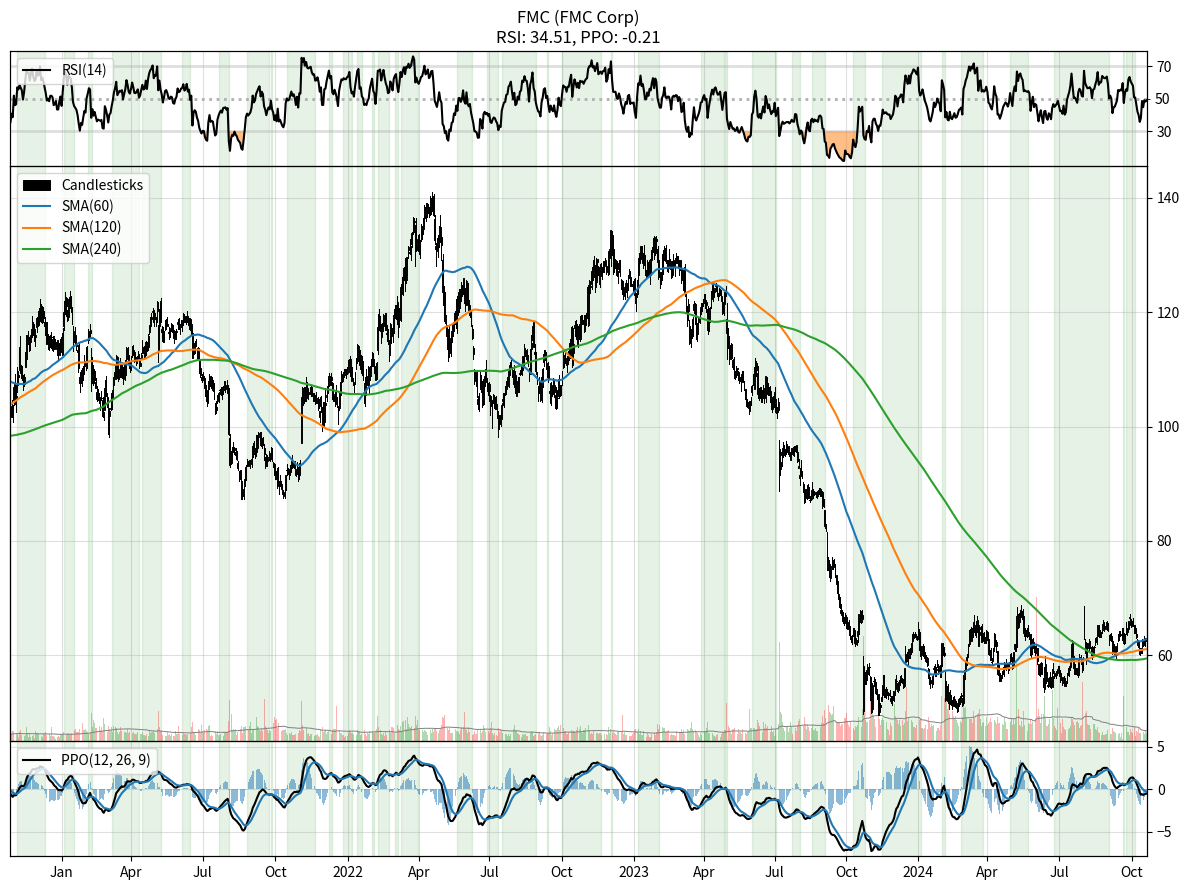 FMC (FMC Corp)
RSI: 34.51, PPO: -0.21
RSI(14)
70
50
30
Candlesticks
SMA(60)
SMA(120)
SMA(240)
140
120
100
80
60
PPO(12, 26, 9)
5
0
−5
Jan Apr Jul Oct 2022 Apr Jul Oct 2023 Apr Jul Oct 2024 Apr Jul Oct